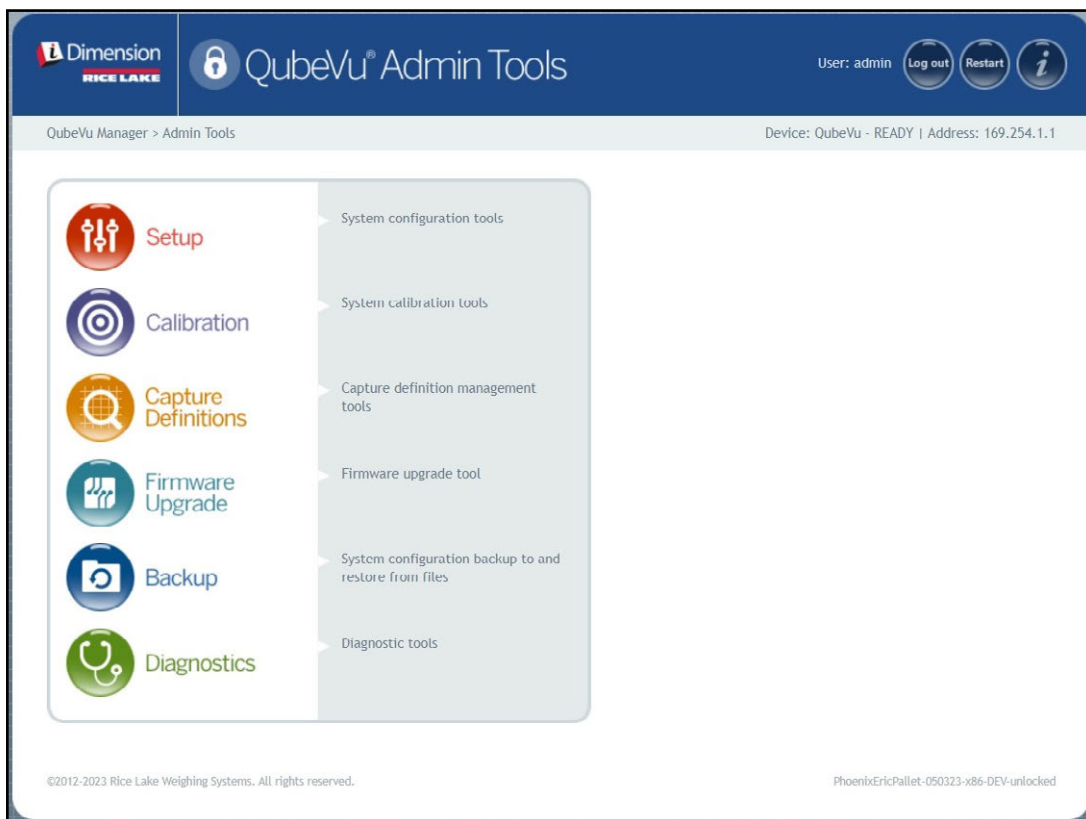 iDimension
RICE LAKE
QubeVu® Admin Tools
User: admin
Log out
Restart
i
QubeVu Manager > Admin Tools
Device: QubeVu - READY | Address: 169.254.1.1
Setup
System configuration tools
Calibration
System calibration tools
Capture
Definitions
Capture definition management
tools
Firmware
Upgrade
Firmware upgrade tool
Backup
System configuration backup to and
restore from files
Diagnostics
Diagnostic tools
©2012-2023 Rice Lake Weighing Systems. All rights reserved.
PhoenixEricPallet-050323-x86-DEV-unlocked